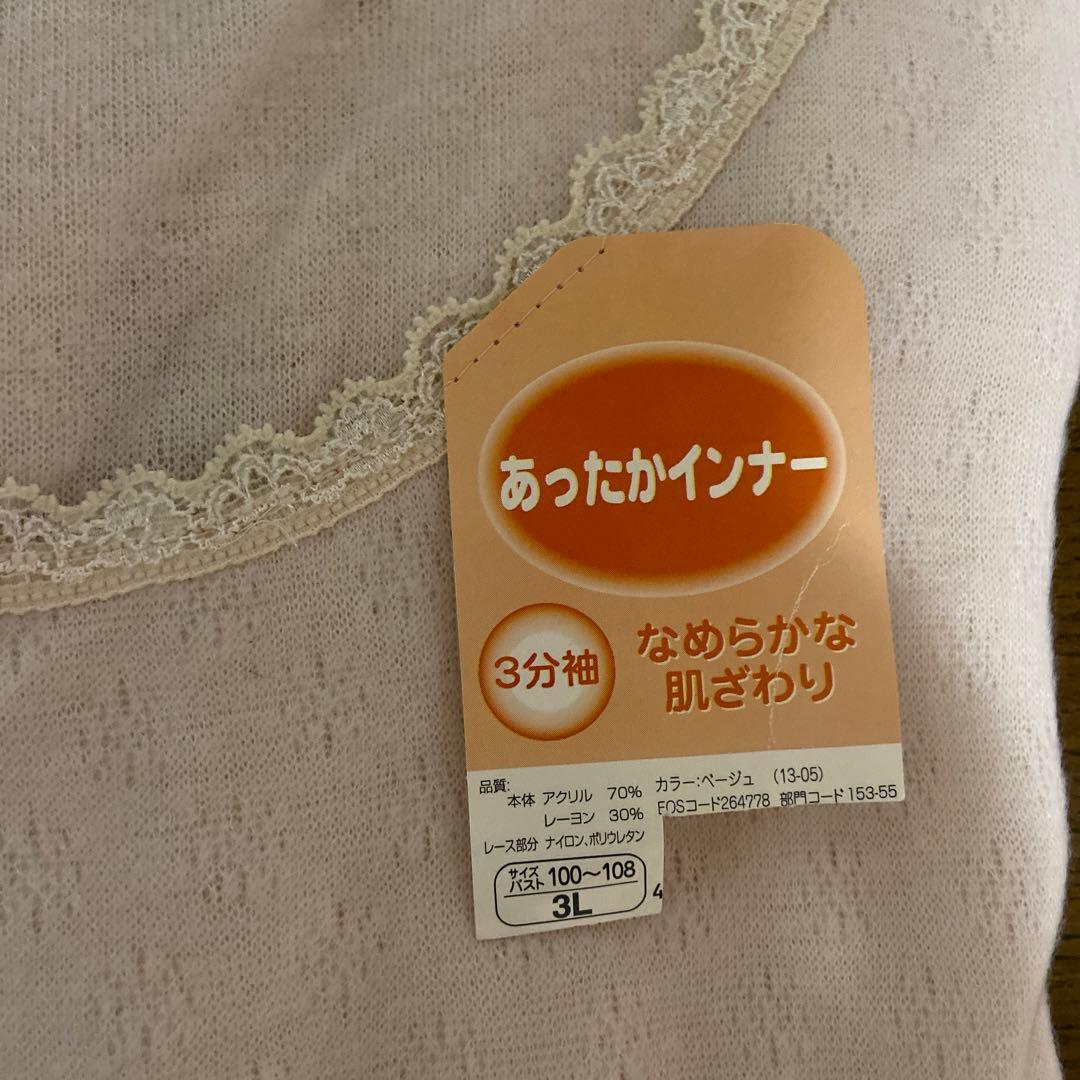 あったかインナー
3分袖
なめらかな
肌ざわり
品質:
本体 アクリル 70%
レーヨン 30%
レース部分 ナイロン、ポリウレタン
カラー:ベージュ (13-05)
EOSコード264778 部門コード153-55
サイズ
バスト 100〜108
3L
4